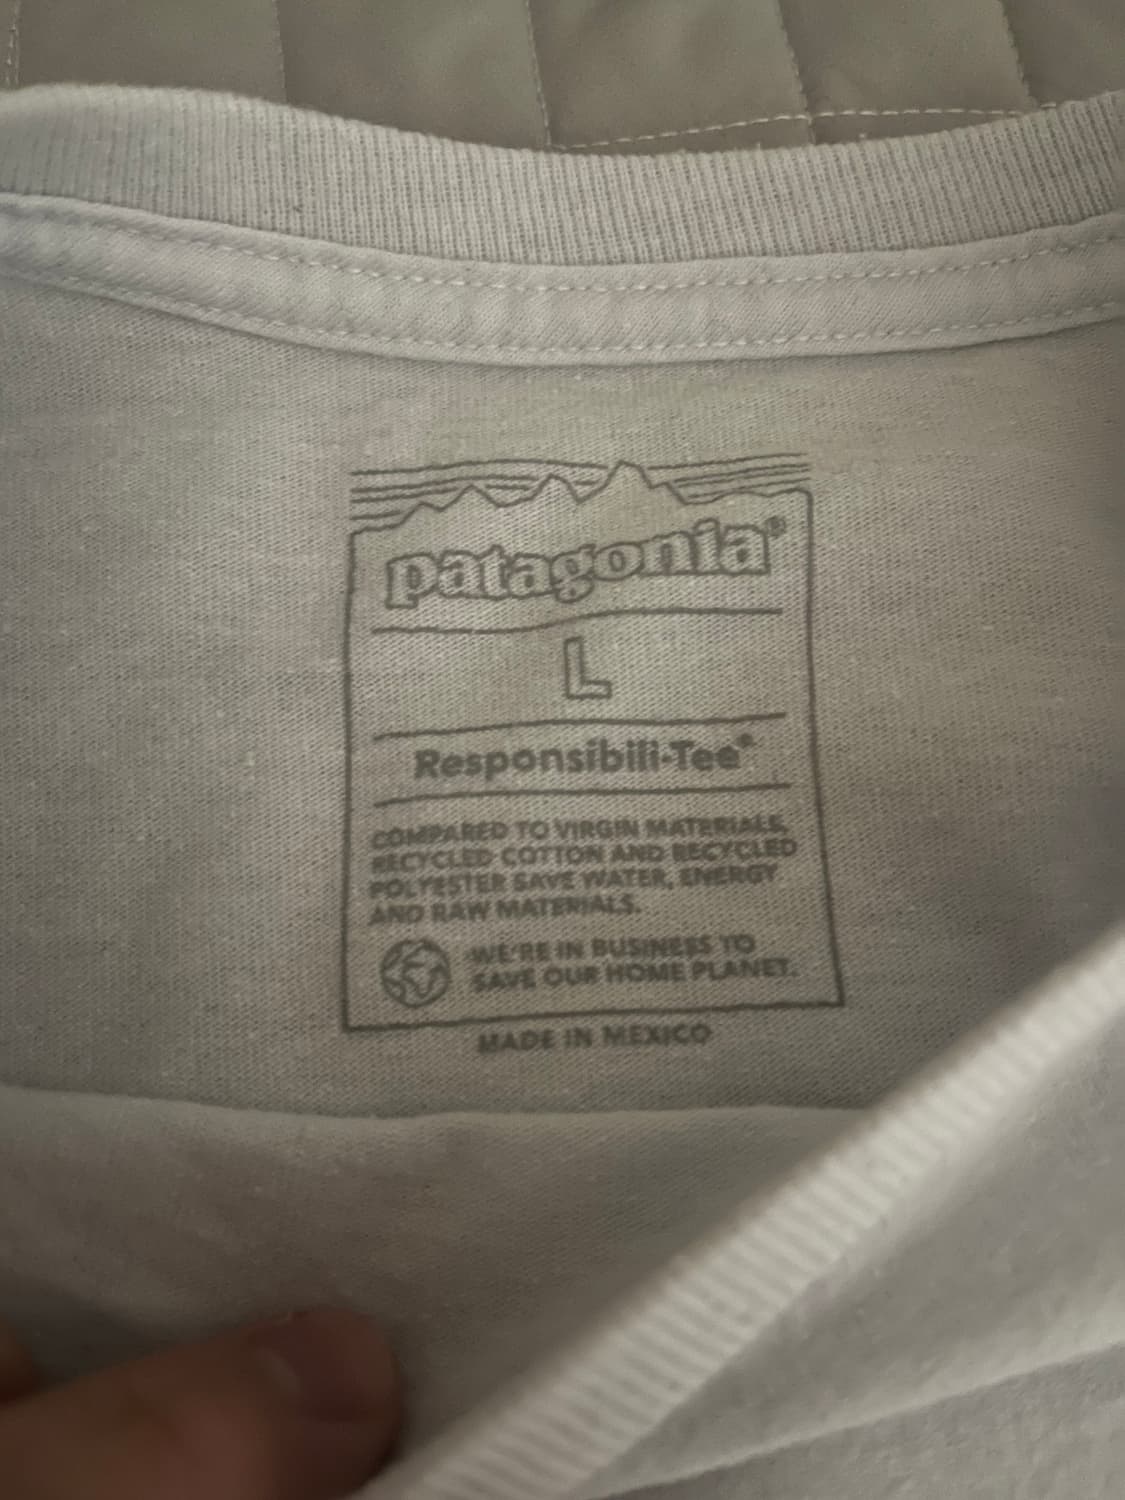 patagonia®
L
Responsibili-Tee®
COMPARED TO VIRGIN MATERIALS,
RECYCLED COTTON AND RECYCLED
POLYESTER SAVE WATER, ENERGY
AND RAW MATERIALS.
WE'RE IN BUSINESS TO
SAVE OUR HOME PLANET.
MADE IN MEXICO